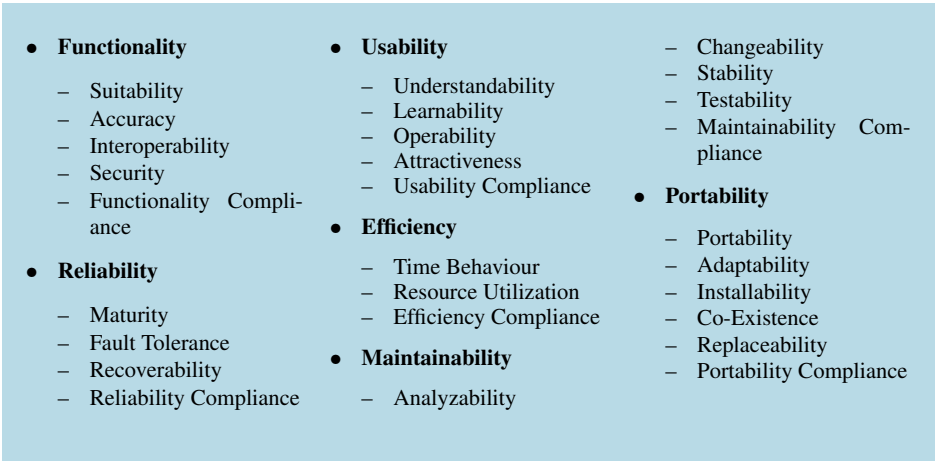 • Functionality
– Suitability
– Accuracy
– Interoperability
– Security
– Functionality Compli-
ance
• Reliability
– Maturity
– Fault Tolerance
– Recoverability
– Reliability Compliance
• Usability
– Understandability
– Learnability
– Operability
– Attractiveness
– Usability Compliance
• Efficiency
– Time Behaviour
– Resource Utilization
– Efficiency Compliance
• Maintainability
– Analyzability
– Changeability
– Stability
– Testability
– Maintainability Com-
pliance
• Portability
– Portability
– Adaptability
– Installability
– Co-Existence
– Replaceability
– Portability Compliance